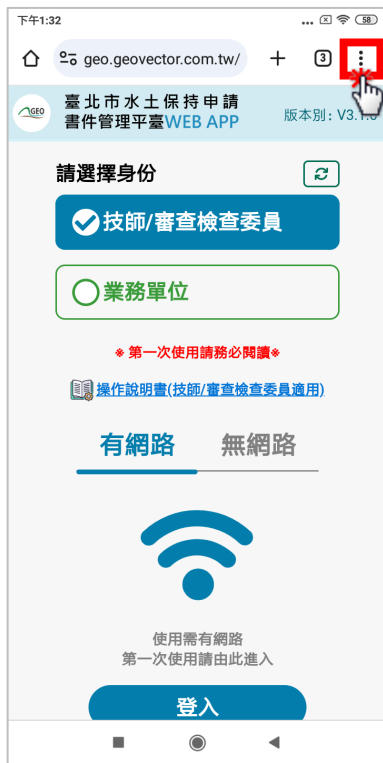 下午1:32
... 58
geo.geovector.com.tw/
3
GEO
臺北市水土保持申請
書件管理平臺WEB APP
版本別: V3.1.0
請選擇身份
技師/審查檢查委員
業務單位
※ 第一次使用請務必閱讀※
操作說明書(技師/審查檢查委員適用)
有網路 無網路
使用需有網路
第一次使用請由此進入
登入